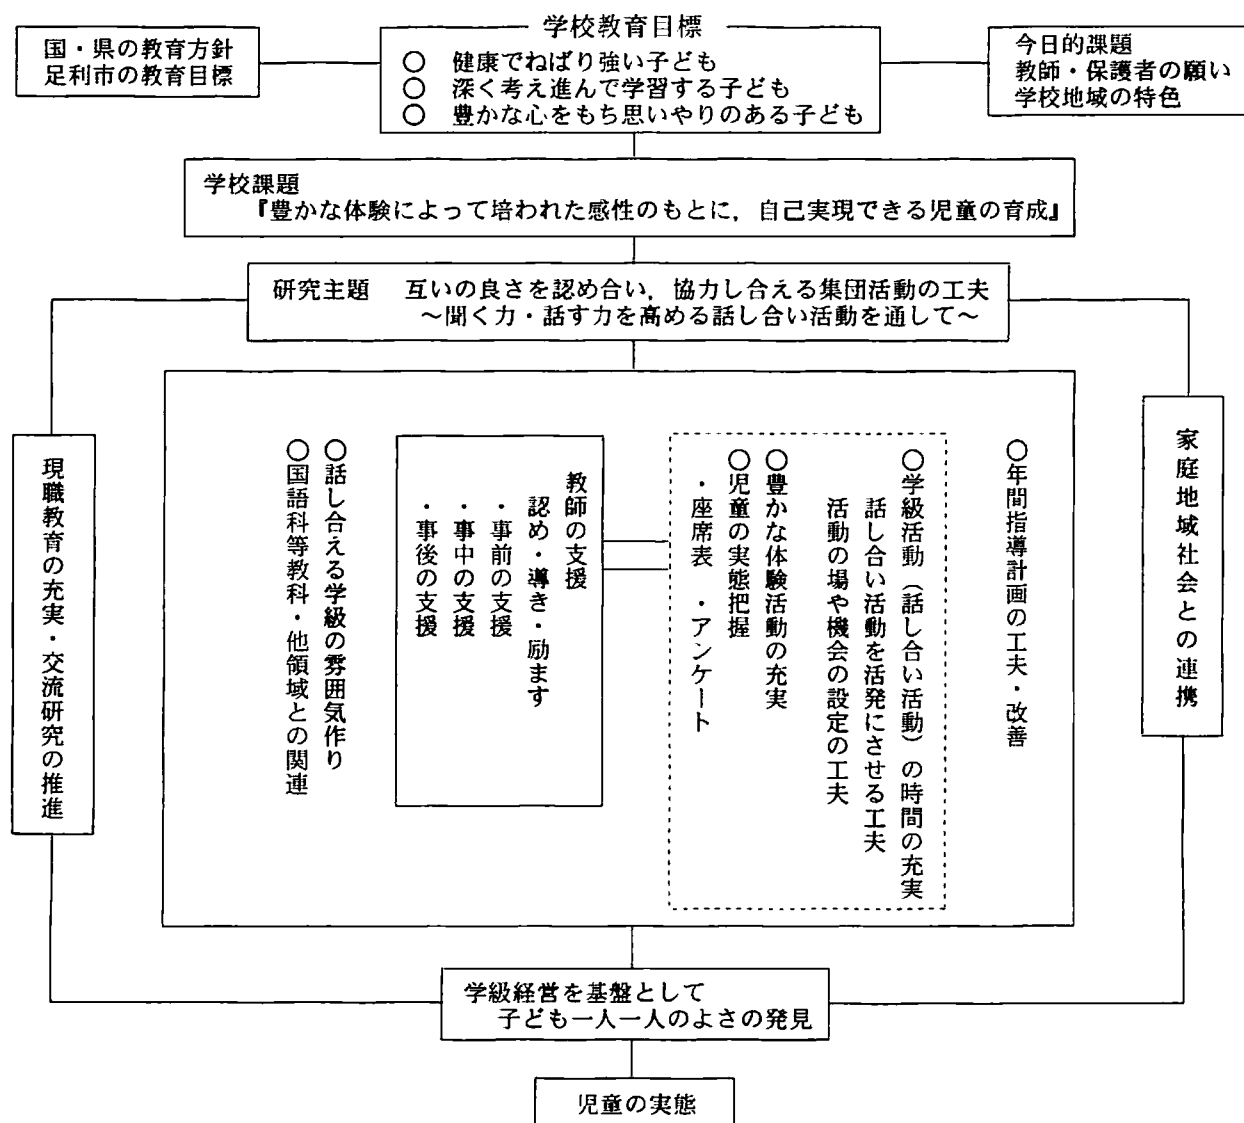 国・県の教育方針
足利市の教育目標
学校教育目標
○ 健康でねばり強い子ども
○ 深く考え進んで学習する子ども
○ 豊かな心をもち思いやりのある子ども
今日的課題
教師・保護者の願い
学校地域の特色
学校課題
『豊かな体験によって培われた感性のもとに，自己実現できる児童の育成』
研究主題 互いの良さを認め合い，協力し合える集団活動の工夫
～聞く力・話す力を高める話し合い活動を通して～
家庭地域社会との連携
○年間指導計画の工夫・改善
○学級活動（話し合い活動）の時間の充実
話し合い活動を活発にさせる工夫
活動の場や機会の設定の工夫
○豊かな体験活動の充実
○児童の実態把握
・座席表 ・アンケート
教師の支援
認め・導き・励ます
・事前の支援
・事中の支援
・事後の支援
○話し合える学級の雰囲気作り
○国語科等教科・他領域との関連
現職教育の充実・交流研究の推進
学級経営を基盤として
子ども一人一人のよさの発見
児童の実態